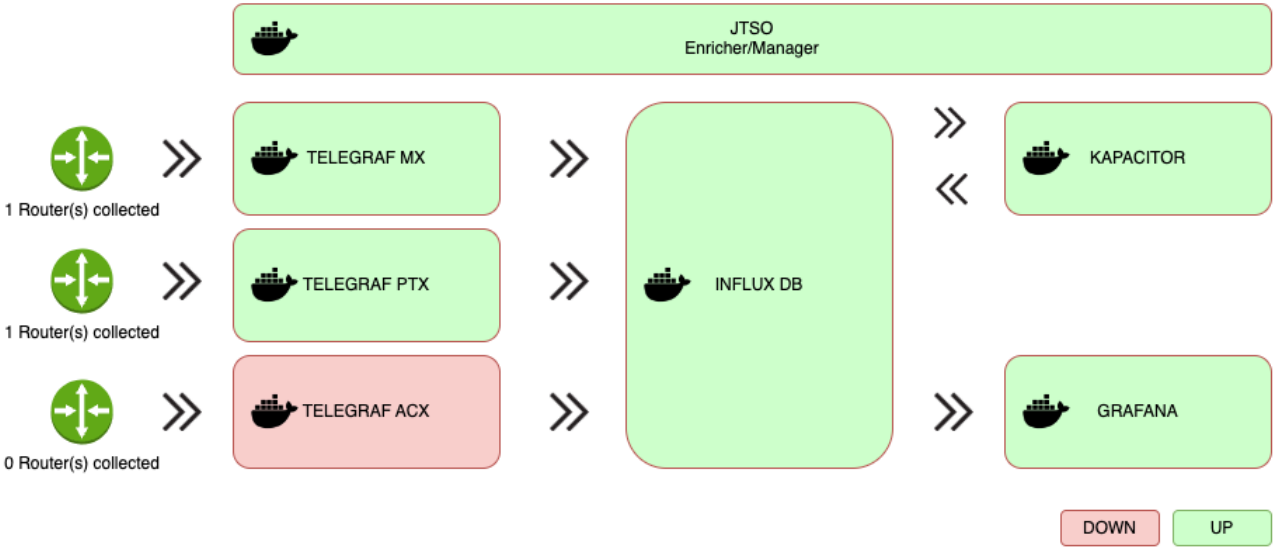 JTSO
Enricher/Manager
TELEGRAF MX
KAPACITOR
1 Router(s) collected
TELEGRAF PTX
INFLUX DB
1 Router(s) collected
TELEGRAF ACX
GRAFANA
0 Router(s) collected
DOWN
UP